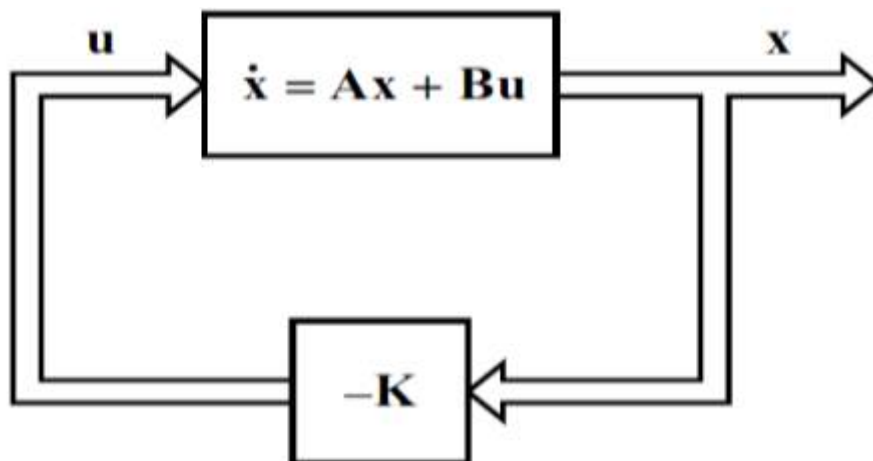 u
x
ẋ = Ax + Bu
–K